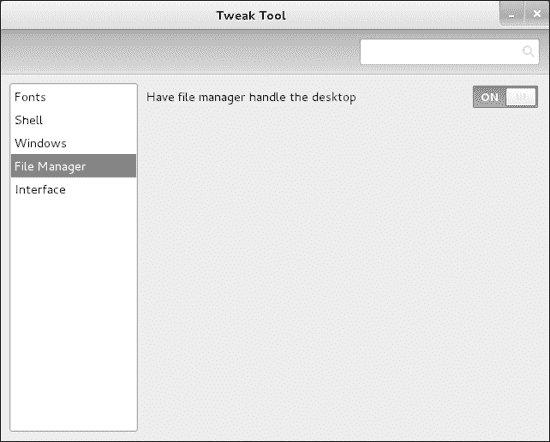 Tweak Tool
Fonts
Shell
Windows
File Manager
Interface
Have file manager handle the desktop
ON